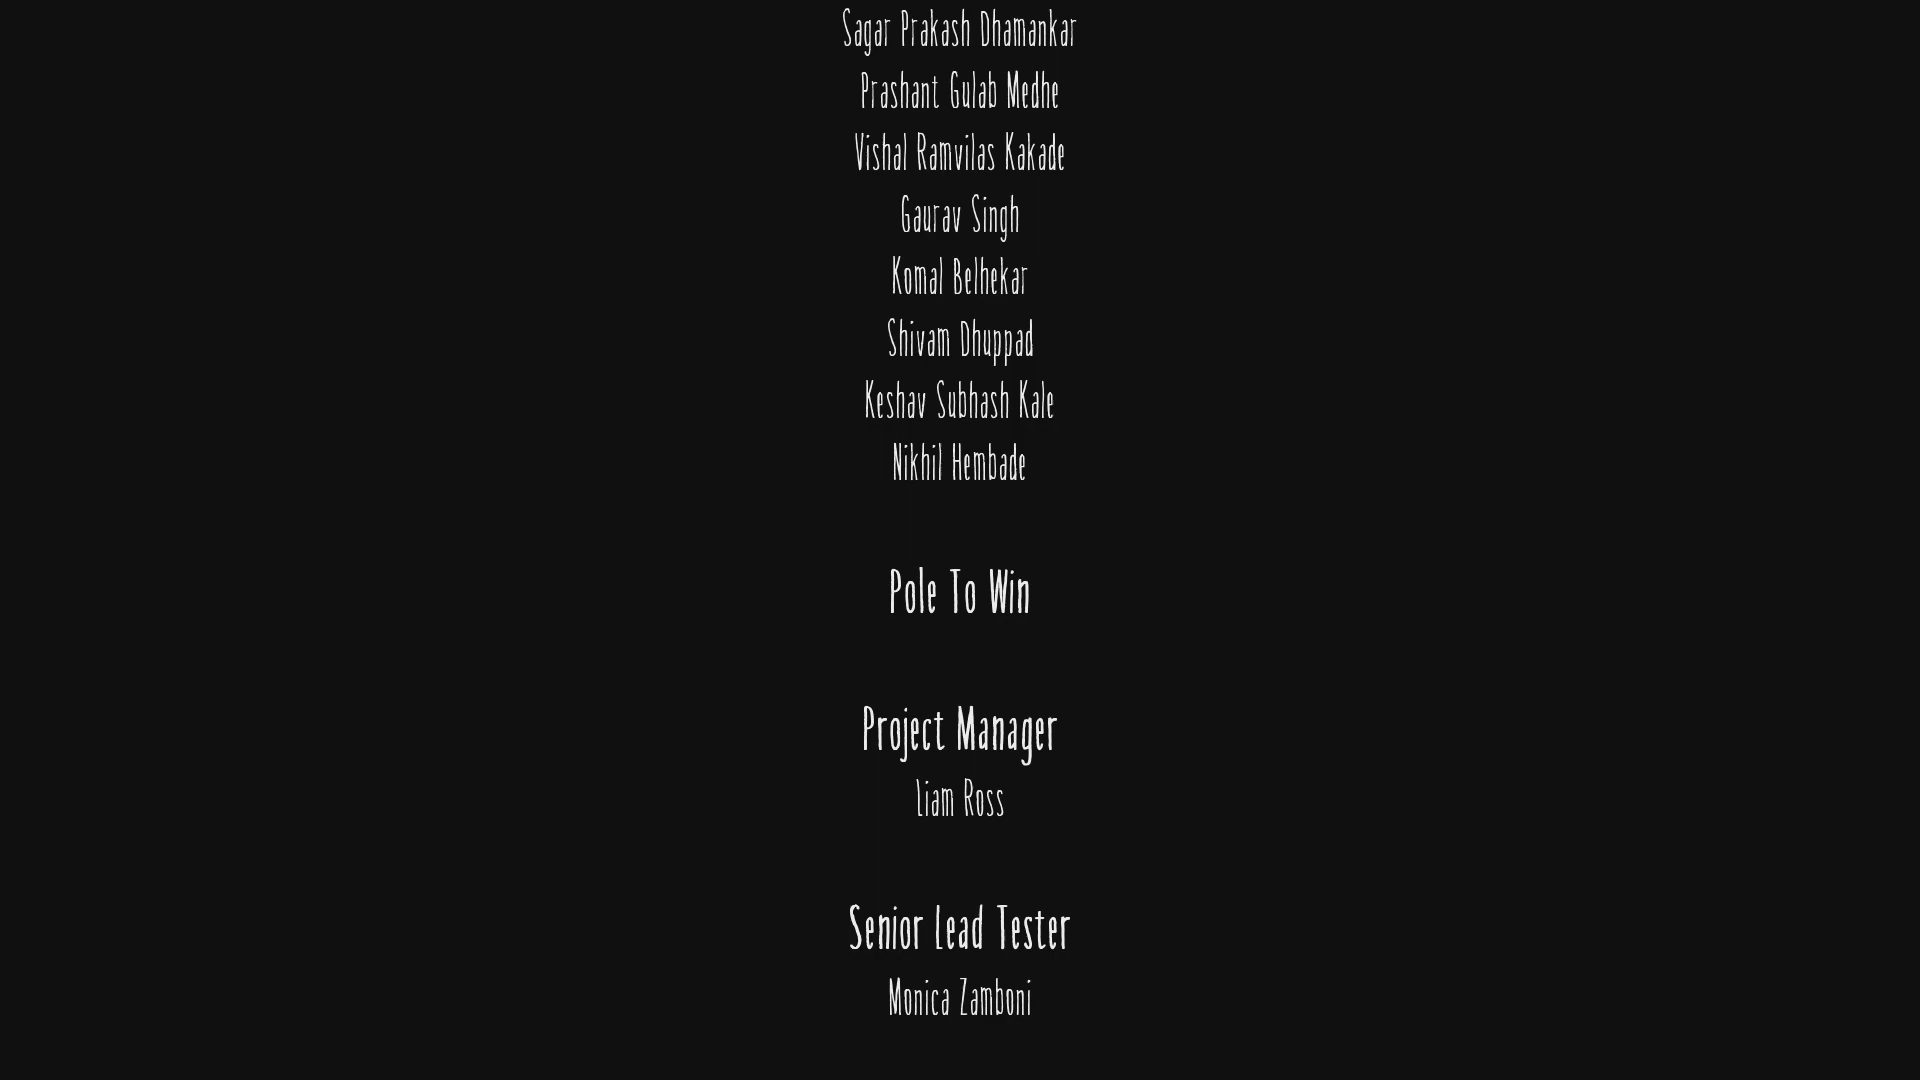 Sagar Prakash Dhamankar
Prashant Gulab Medhe
Vishal Ramvilas Kakade
Gaurav Singh
Komal Belhekar
Shivam Dhuppad
Keshav Subhash Kale
Nikhil Hembade
Pole To Win
Project Manager
Liam Ross
Senior Lead Tester
Monica Zamboni